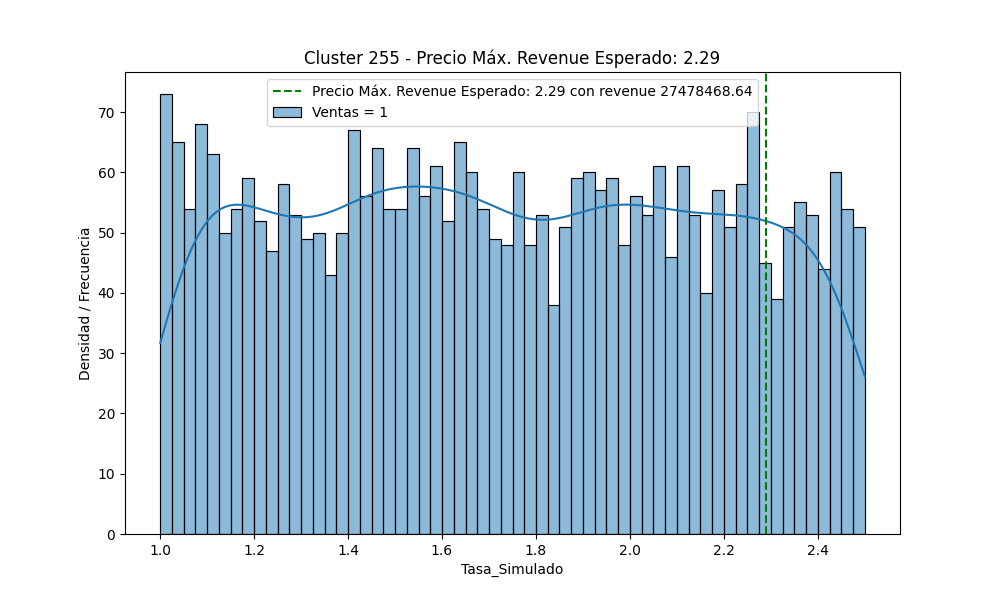 Cluster 255 - Precio Máx. Revenue Esperado: 2.29
Precio Máx. Revenue Esperado: 2.29 con revenue 27478468.64
Ventas = 1
Densidad / Frecuencia
70
60
50
40
30
20
10
0
1.0 1.2 1.4 1.6 1.8 2.0 2.2 2.4
Tasa_Simulado